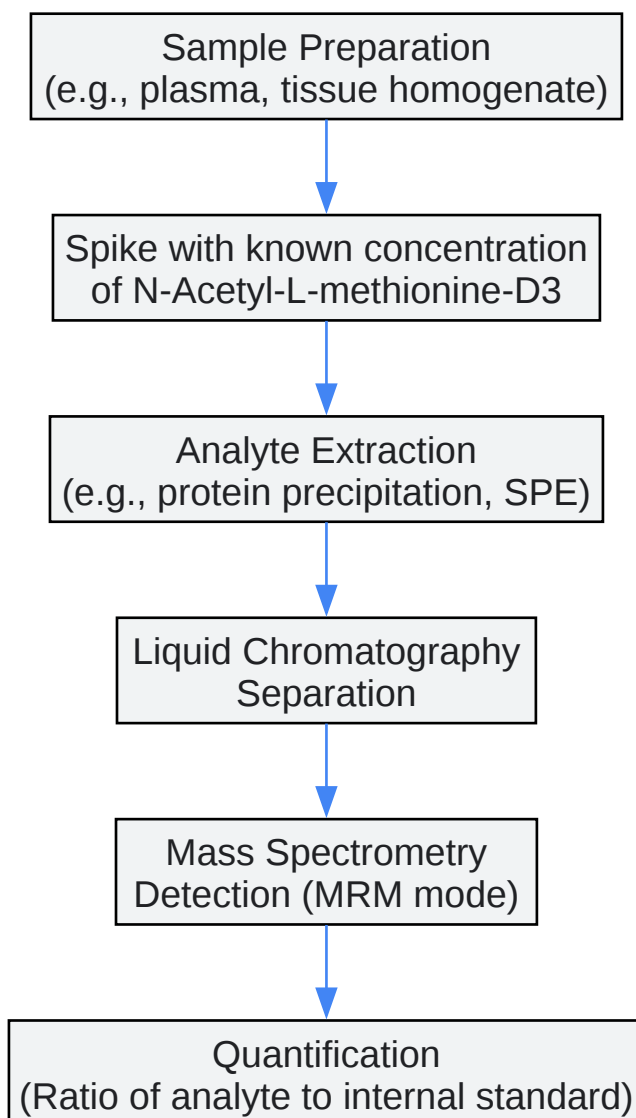 Sample Preparation
(e.g., plasma, tissue homogenate)
Spike with known concentration
of N-Acetyl-L-methionine-D3
Analyte Extraction
(e.g., protein precipitation, SPE)
Liquid Chromatography
Separation
Mass Spectrometry
Detection (MRM mode)
Quantification
(Ratio of analyte to internal standard)